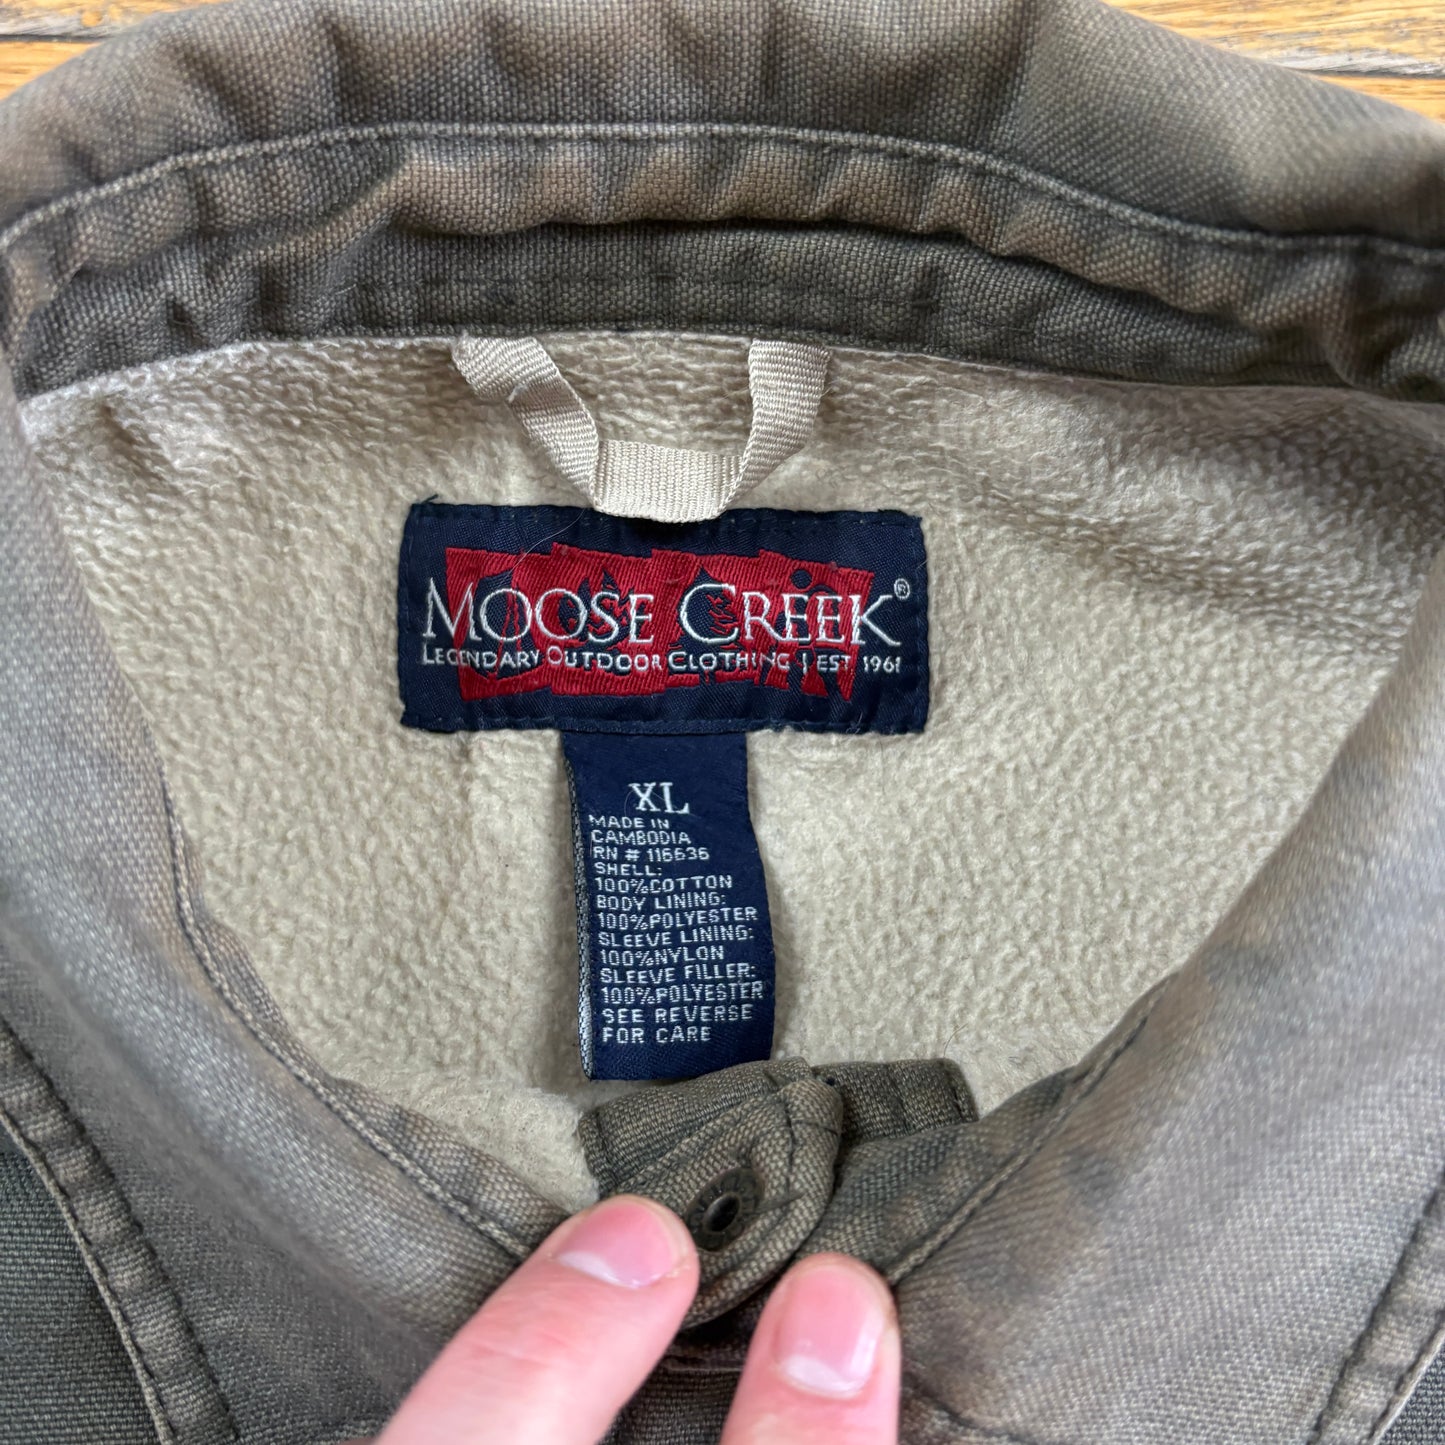 MOOSE CREEK®
LEGENDARY OUTDOOR CLOTHING | EST 1961
XL
MADE IN
CAMBODIA
RN # 116636
SHELL:
100%COTTON
BODY LINING:
100%POLYESTER
SLEEVE LINING:
100%NYLON
SLEEVE FILLER:
100%POLYESTER
SEE REVERSE
FOR CARE